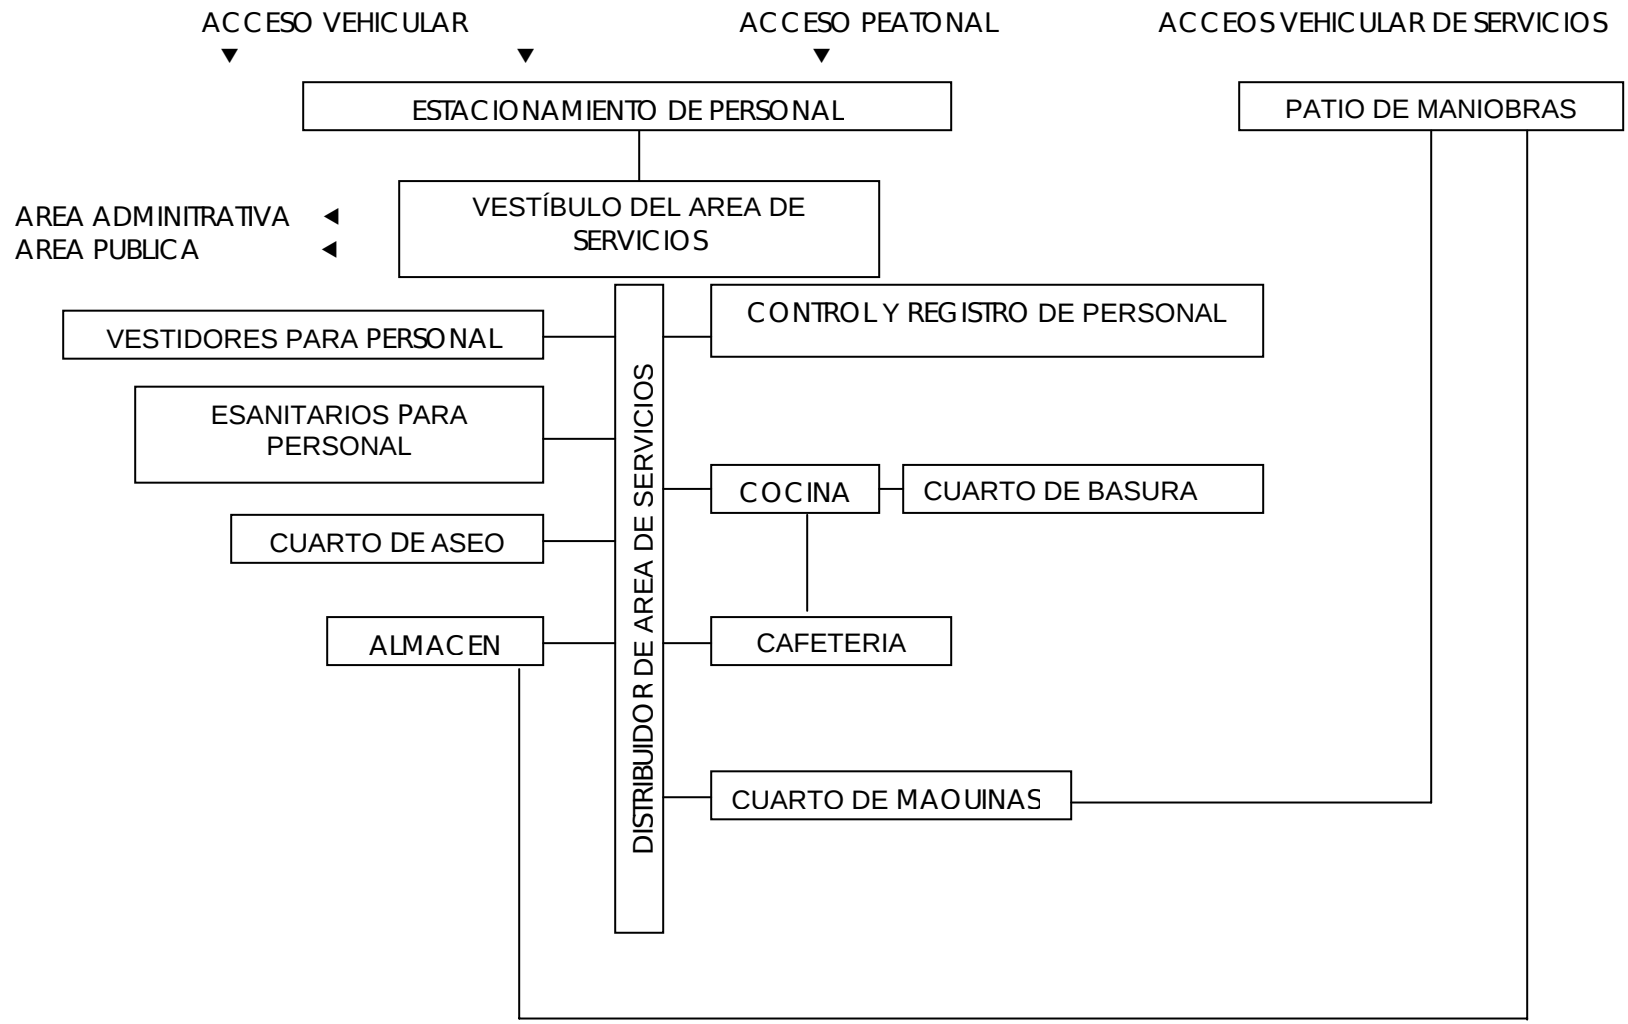 ACCESO VEHICULAR
ACCESO PEATONAL
ACCEOS VEHICULAR DE SERVICIOS
ESTACIONAMIENTO DE PERSONAL
PATIO DE MANIOBRAS
VESTÍBULO DEL AREA DE
SERVICIOS
AREA ADMINITRATIVA
AREA PUBLICA
CONTROL Y REGISTRO DE PERSONAL
VESTIDORES PARA PERSONAL
ESANITARIOS PARA
PERSONAL
DISTRIBUIDOR DE AREA DE SERVICIOS
COCINA
CUARTO DE BASURA
CUARTO DE ASEO
ALMACEN
CAFETERIA
CUARTO DE MAQUINAS